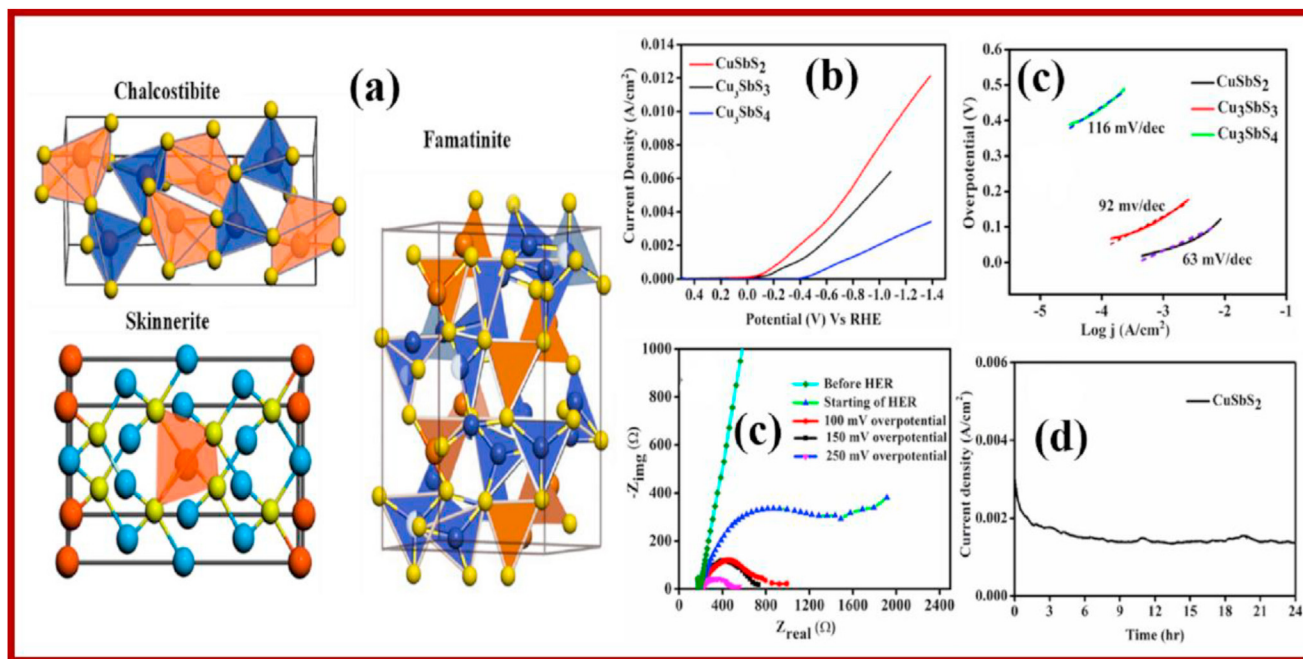 (a)
Chalcostibite
Skinnerite
Famatinite
(b)
CuSbS₂
Cu₃SbS₃
Cu₃SbS₄
Current Density (A/cm²)
0.014
0.012
0.010
0.008
0.006
0.004
0.002
0.000
0.4 0.2 0.0 -0.2 -0.4 -0.6 -0.8 -1.0 -1.2 -1.4
Potential (V) Vs RHE
(c)
CuSbS₂
Cu₃SbS₃
Cu₃SbS₄
116 mV/dec
92 mv/dec
63 mV/dec
Overpotential (V)
0.6
0.5
0.4
0.3
0.2
0.1
0.0
-5 -4 -3 -2 -1
Log j (A/cm²)
(c)
Before HER
Starting of HER
100 mV overpotential
150 mV overpotential
250 mV overpotential
-Zimg (Ω)
1000
800
600
400
200
0
0 400 800 1200 1600 2000 2400
Zreal (Ω)
(d)
CuSbS₂
Current density (A/cm²)
0.006
0.004
0.002
0.000
0 3 6 9 12 15 18 21 24
Time (hr)